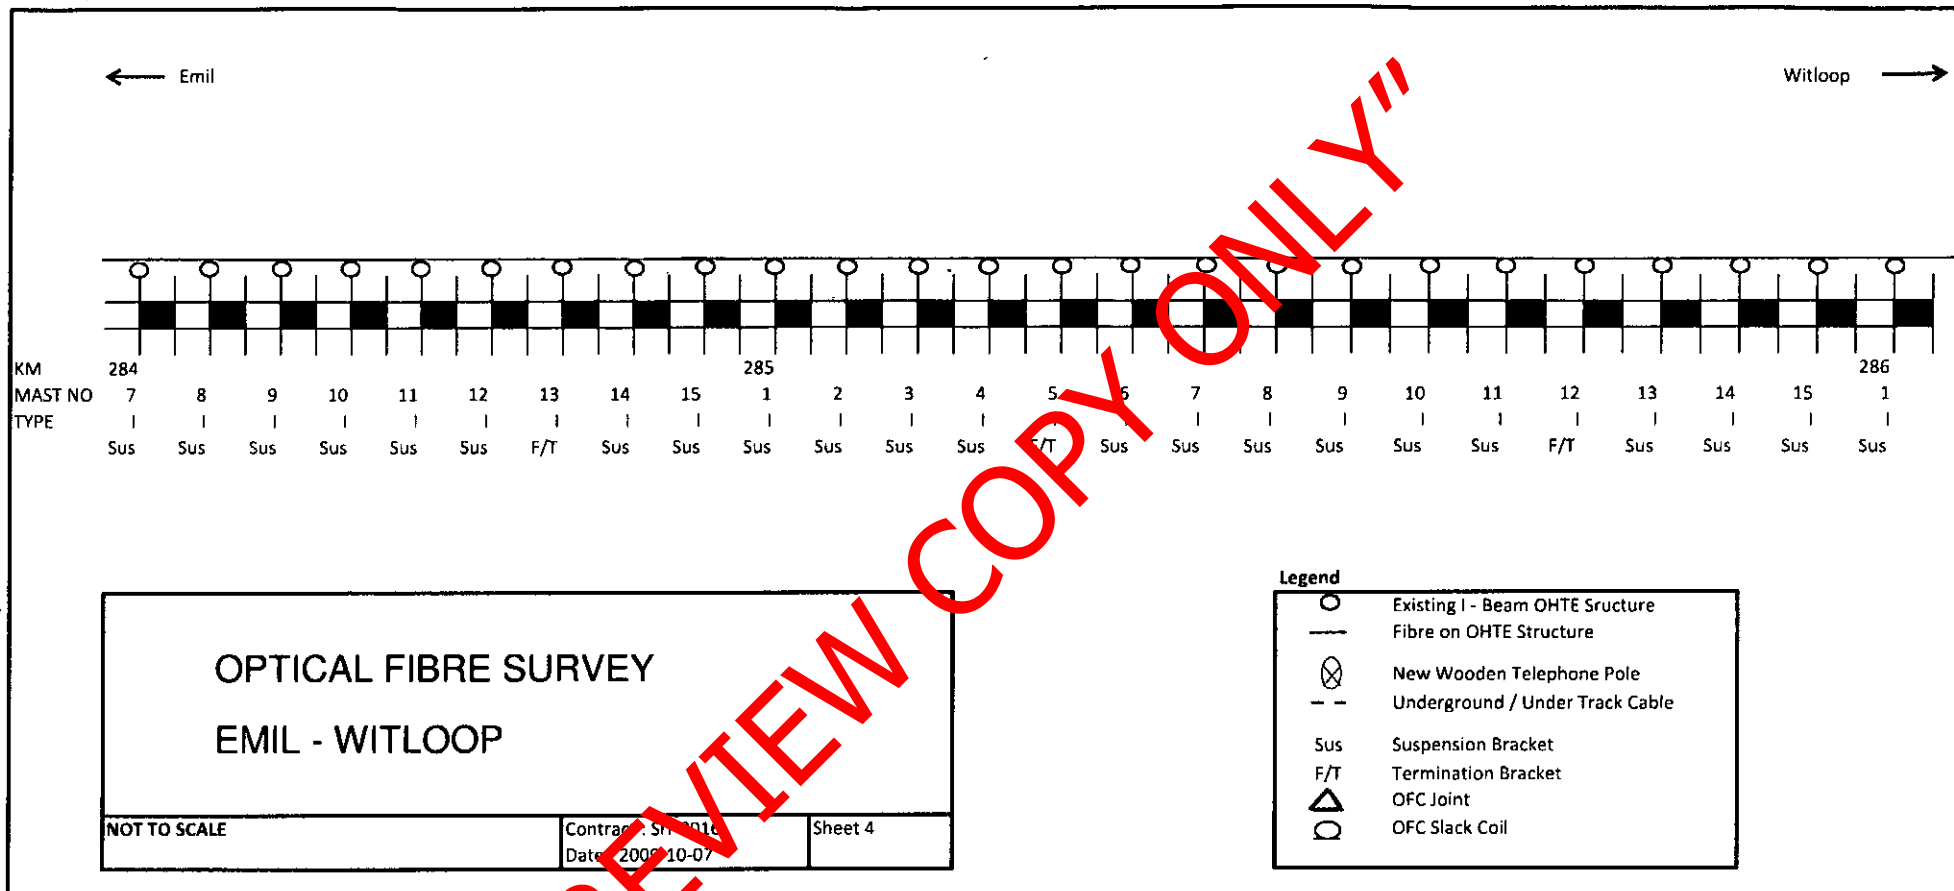 Emil
Witloop
KM 284 285 286
MAST NO 7 8 9 10 11 12 13 14 15 1 2 3 4 5 6 7 8 9 10 11 12 13 14 15 1
TYPE I I I I I I I I I I I I I I I I I I I I I I I I I
Sus Sus Sus Sus Sus Sus F/T Sus Sus Sus Sus Sus Sus F/T Sus Sus Sus Sus Sus Sus F/T Sus Sus Sus Sus
REVIEW COPY ONLY"
OPTICAL FIBRE SURVEY
EMIL - WITLOOP
NOT TO SCALE
Sheet 4
Legend
Existing I - Beam OHTE Sructure
Fibre on OHTE Structure
New Wooden Telephone Pole
Underground / Under Track Cable
Sus Suspension Bracket
F/T Termination Bracket
OFC Joint
OFC Slack Coil